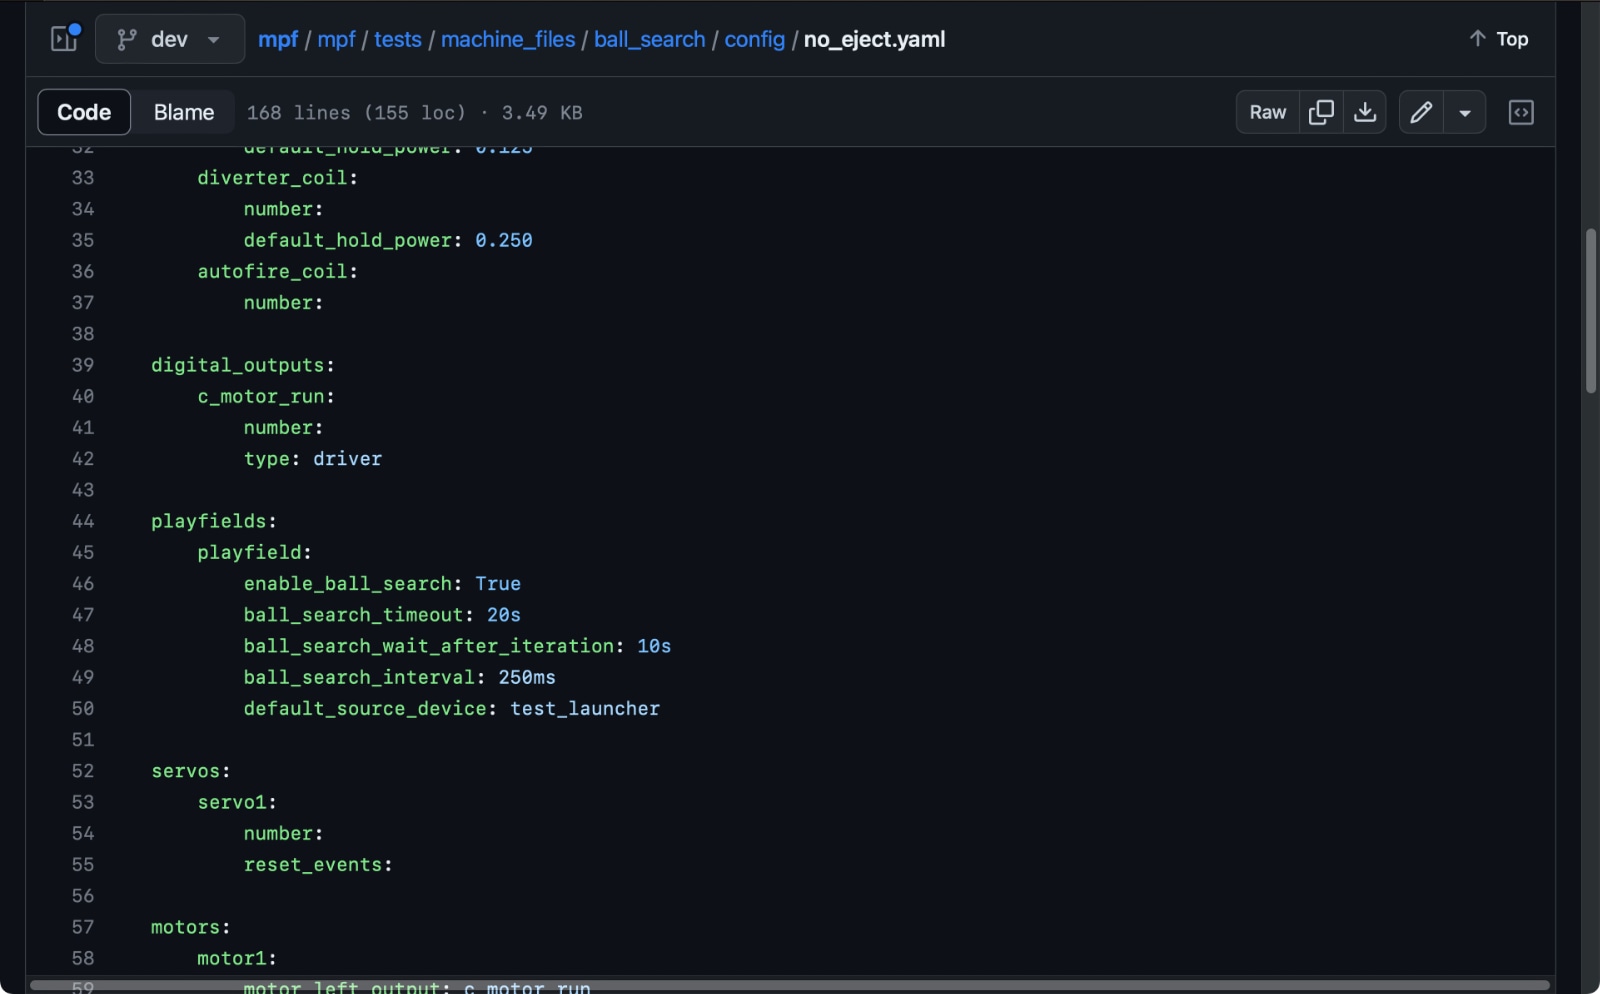 dev mpf / mpf / tests / machine_files / ball_search / config / no_eject.yaml Top
Code Blame 168 lines (155 loc) · 3.49 KB Raw
32 default_hold_power: 0.125
33 diverter_coil:
34 number:
35 default_hold_power: 0.250
36 autofire_coil:
37 number:
38
39 digital_outputs:
40 c_motor_run:
41 number:
42 type: driver
43
44 playfields:
45 playfield:
46 enable_ball_search: True
47 ball_search_timeout: 20s
48 ball_search_wait_after_iteration: 10s
49 ball_search_interval: 250ms
50 default_source_device: test_launcher
51
52 servos:
53 servo1:
54 number:
55 reset_events:
56
57 motors:
58 motor1:
59 motor_left_output: c_motor_run